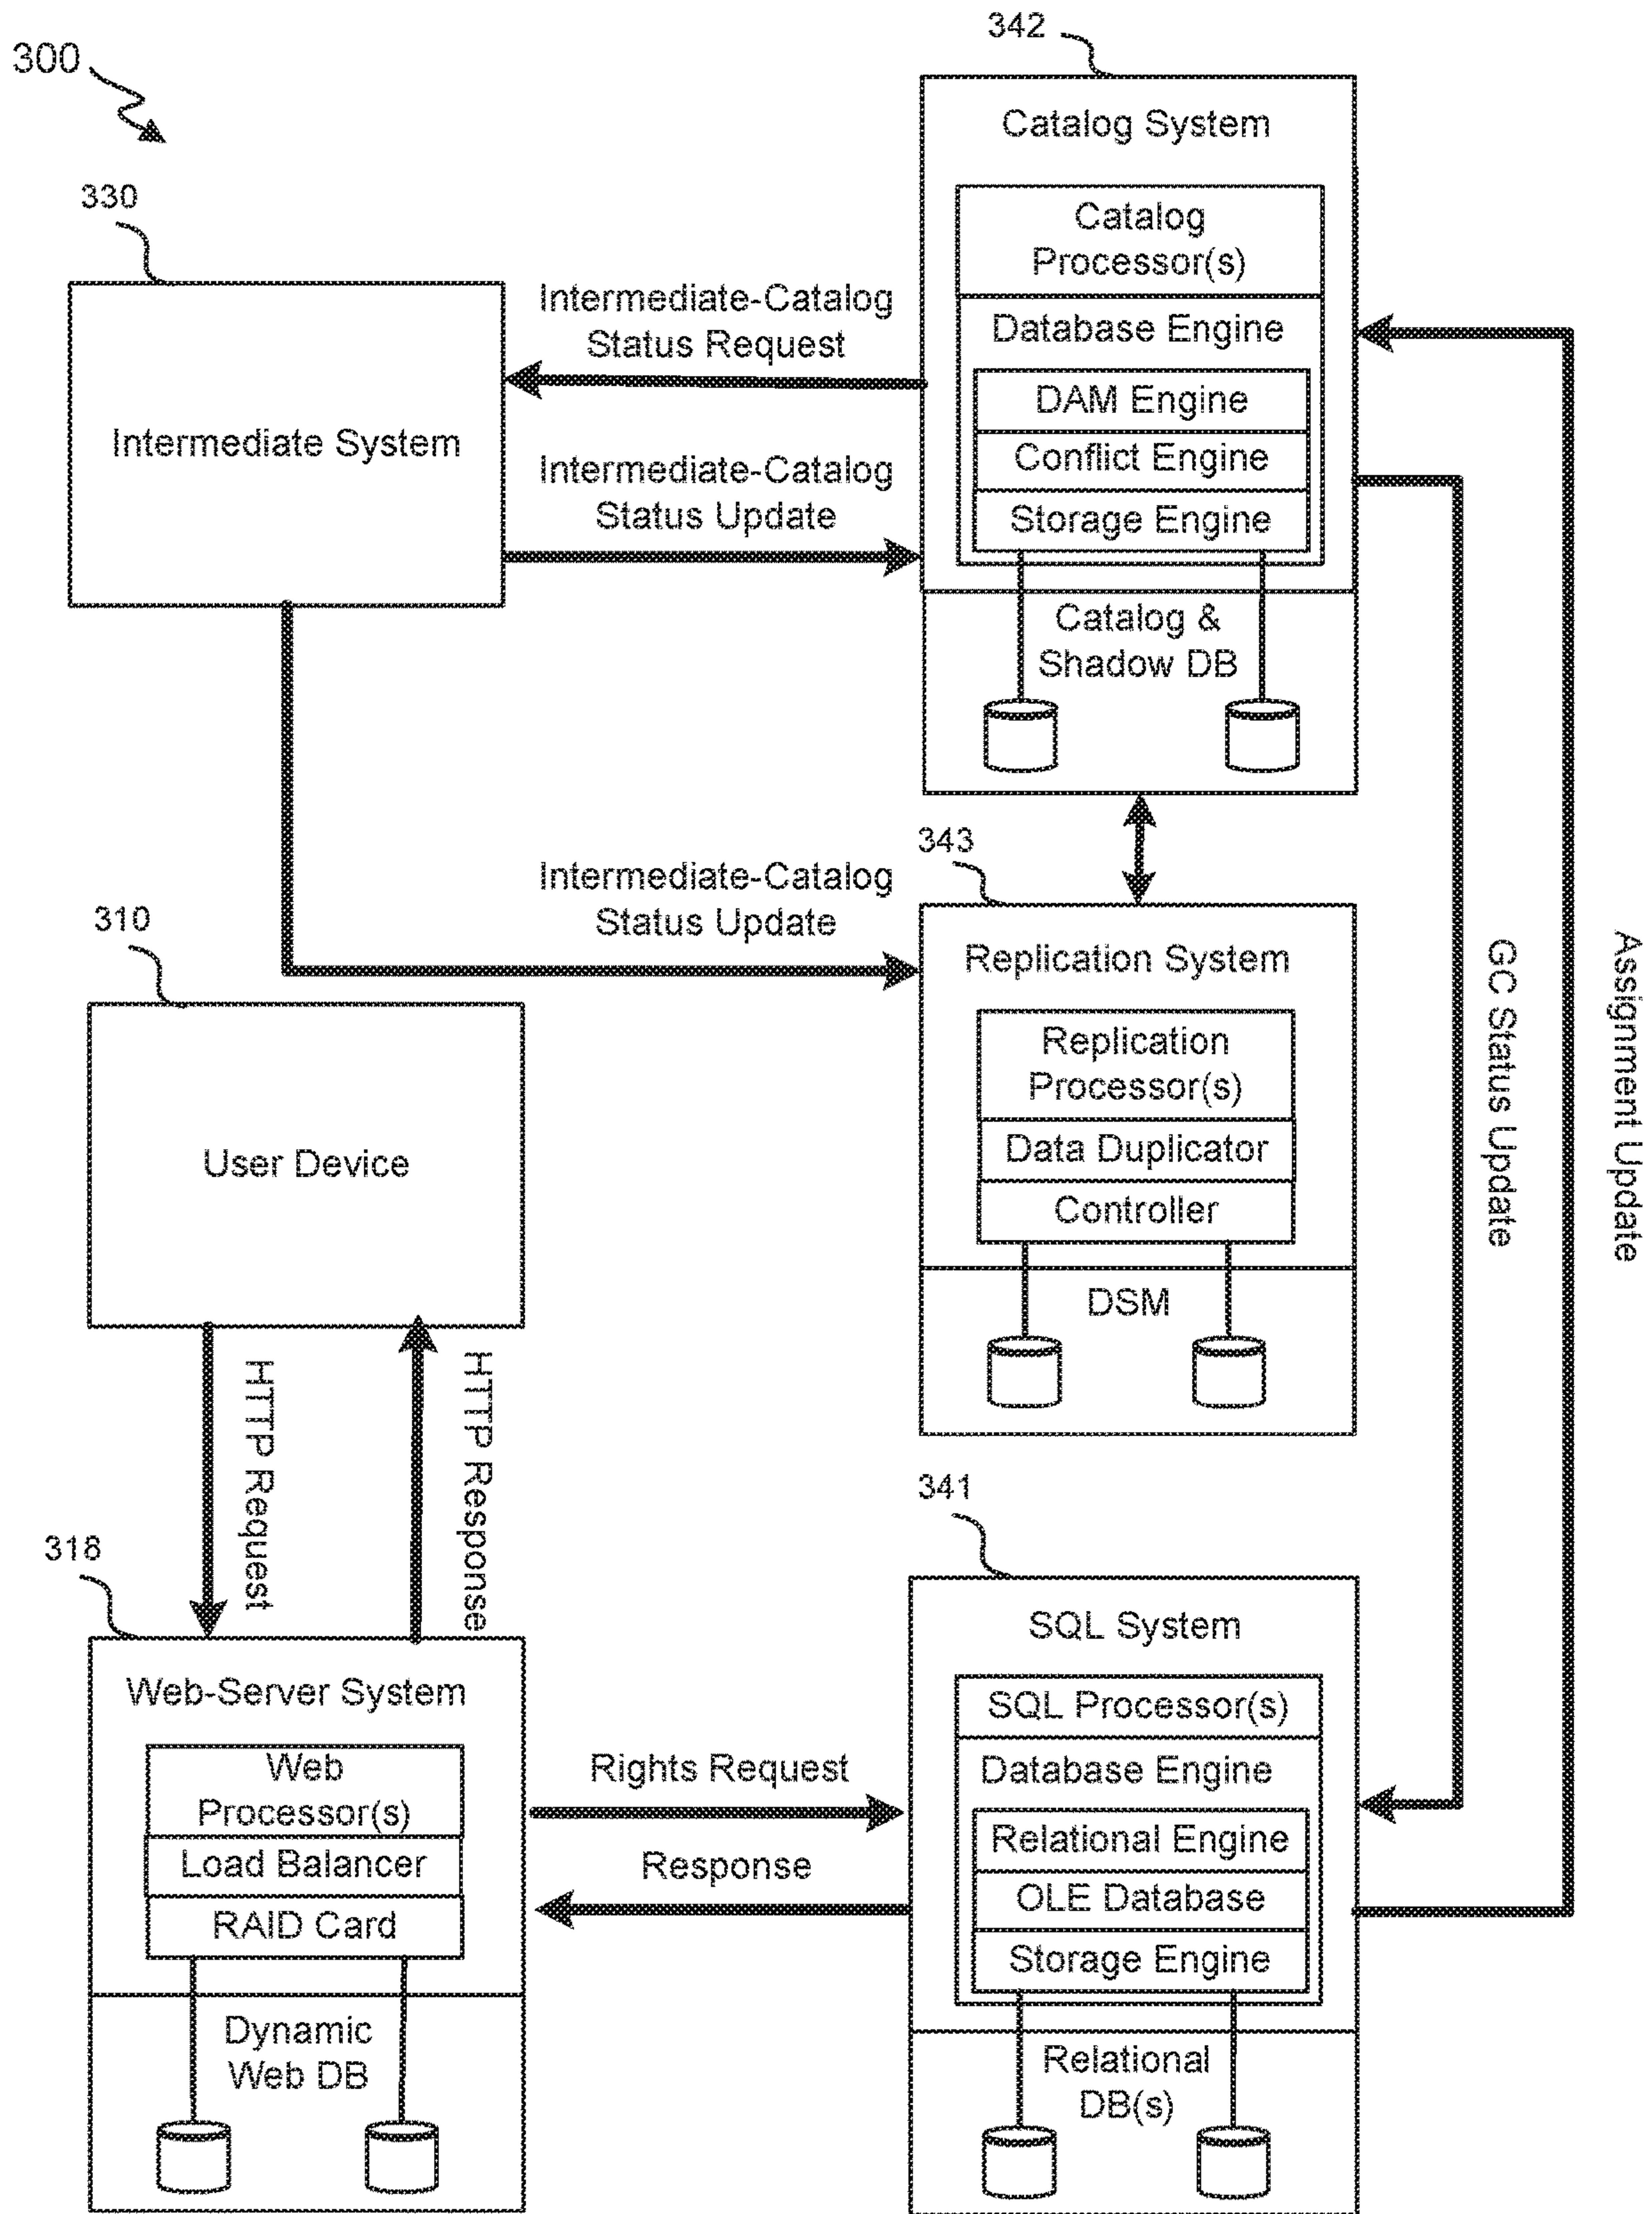 300
342
Catalog System
Catalog
Processor(s)
Database Engine
DAM Engine
Conflict Engine
Storage Engine
Catalog &
Shadow DB
330
Intermediate System
Intermediate-Catalog
Status Request
Intermediate-Catalog
Status Update
Intermediate-Catalog
Status Update
343
Replication System
Replication
Processor(s)
Data Duplicator
Controller
DSM
GC Status Update
Assignment Update
310
User Device
HTTP Request
HTTP Response
318
Web-Server System
Web
Processor(s)
Load Balancer
RAID Card
Dynamic
Web DB
Rights Request
Response
341
SQL System
SQL Processor(s)
Database Engine
Relational Engine
OLE Database
Storage Engine
Relational
DB(s)